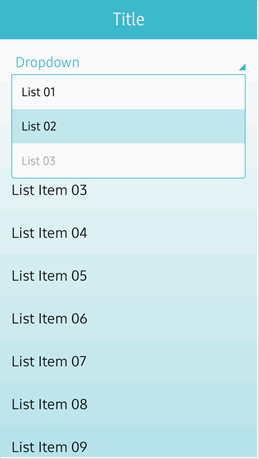 Title
Dropdown
List 01
List 02
List 03
List Item 03
List Item 04
List Item 05
List Item 06
List Item 07
List Item 08
List Item 09